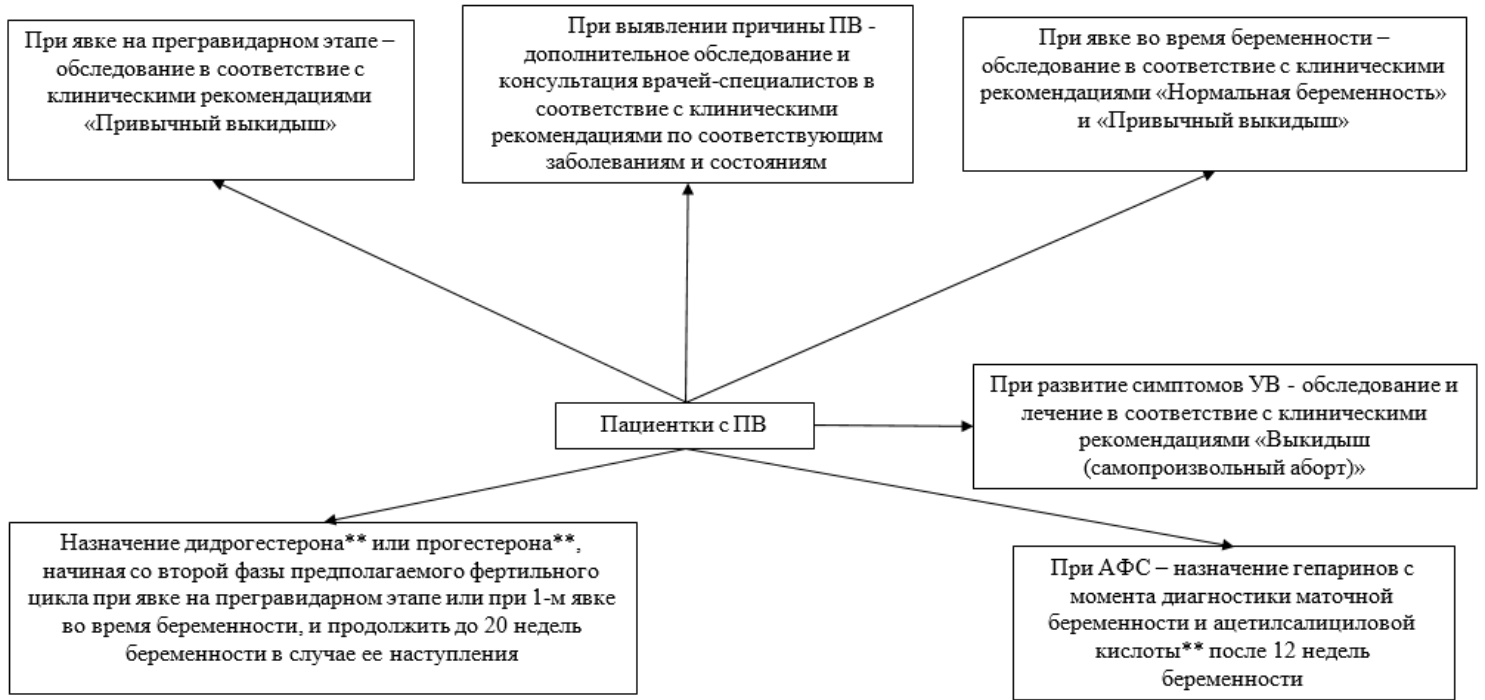 При явке на прегравидарном этапе –
обследование в соответствие с
клиническими рекомендациями
«Привычный выкидыш»
При выявлении причины ПВ -
дополнительное обследование и
консультация врачей-специалистов в
соответствие с клиническими
рекомендациями по соответствующим
заболеваниям и состояниям
При явке во время беременности –
обследование в соответствие с клиническими
рекомендациями «Нормальная беременность»
и «Привычный выкидыш»
Пациентки с ПВ
При развитие симптомов УВ - обследование и
лечение в соответствие с клиническими
рекомендациями «Выкидыш
(самопроизвольный аборт)»
Назначение дидрогестерона** или прогестерона**,
начиная со второй фазы предполагаемого фертильного
цикла при явке на прегравидарном этапе или при 1-м явке
во время беременности, и продолжить до 20 недель
беременности в случае ее наступления
При АФС – назначение гепаринов с
момента диагностики маточной
беременности и ацетилсалициловой
кислоты** после 12 недель
беременности